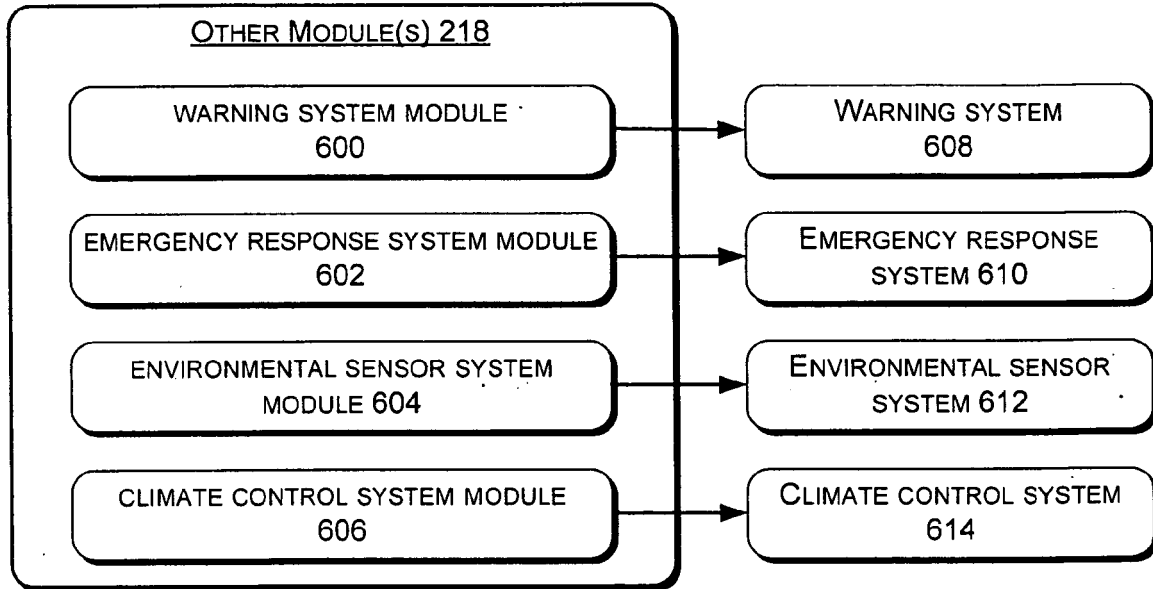 OTHER MODULE(S) 218
WARNING SYSTEM MODULE
600
WARNING SYSTEM
608
EMERGENCY RESPONSE SYSTEM MODULE
602
EMERGENCY RESPONSE
SYSTEM 610
ENVIRONMENTAL SENSOR SYSTEM
MODULE 604
ENVIRONMENTAL SENSOR
SYSTEM 612
CLIMATE CONTROL SYSTEM MODULE
606
CLIMATE CONTROL SYSTEM
614